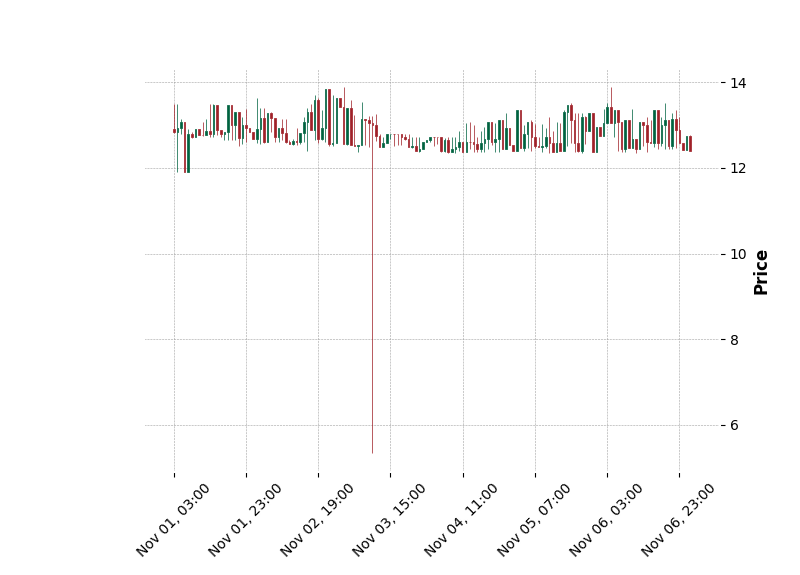 14
12
10
8
6
Price
Nov 01, 03:00
Nov 01, 23:00
Nov 02, 19:00
Nov 03, 15:00
Nov 04, 11:00
Nov 05, 07:00
Nov 06, 03:00
Nov 06, 23:00